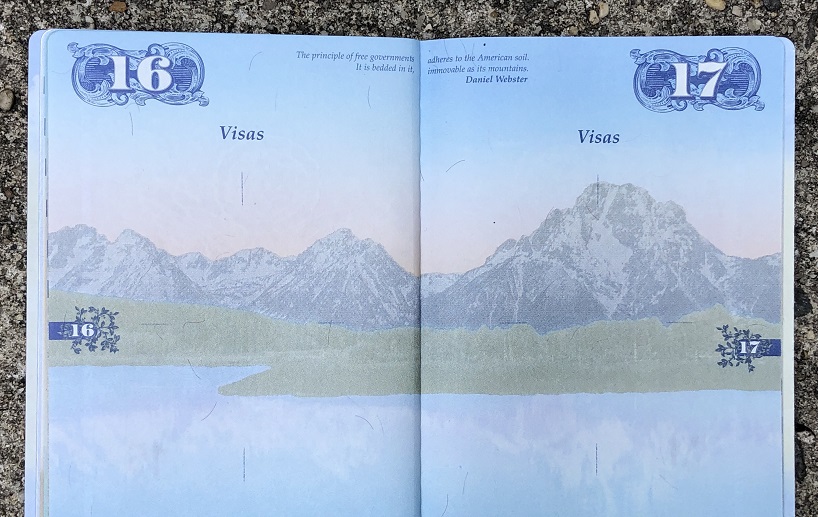 16
The principle of free governments adheres to the American soil.
It is bedded in it, immovable as its mountains.
Daniel Webster
17
Visas
Visas
16
17